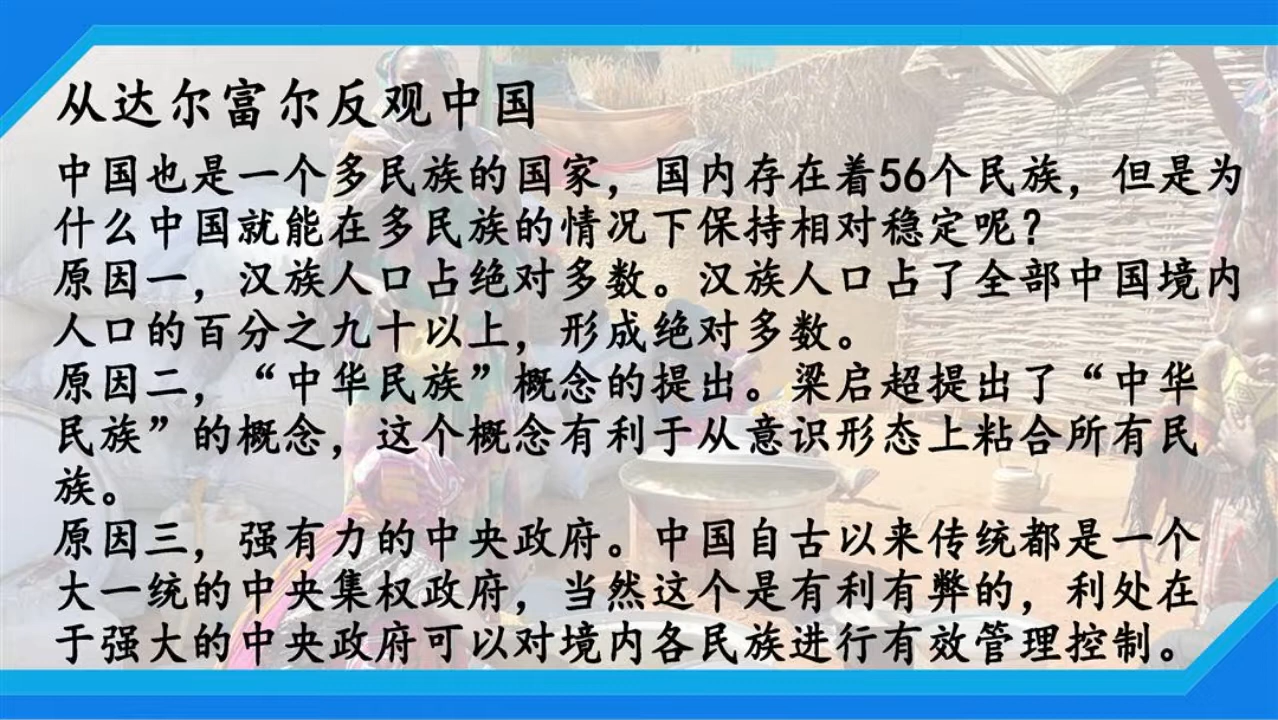 从达尔富尔反观中国
中国也是一个多民族的国家，国内存在着56个民族，但是为
什么中国就能在多民族的情况下保持相对稳定呢？
原因一，汉族人口占绝对多数。汉族人口占了全部中国境内
人口的百分之九十以上，形成绝对多数。
原因二，“中华民族”概念的提出。梁启超提出了“中华
民族”的概念，这个概念有利于从意识形态上粘合所有民
族。
原因三，强有力的中央政府。中国自古以来传统都是一个
大一统的中央集权政府，当然这个是有利有弊的，利处在
于强大的中央政府可以对境内各民族进行有效管理控制。